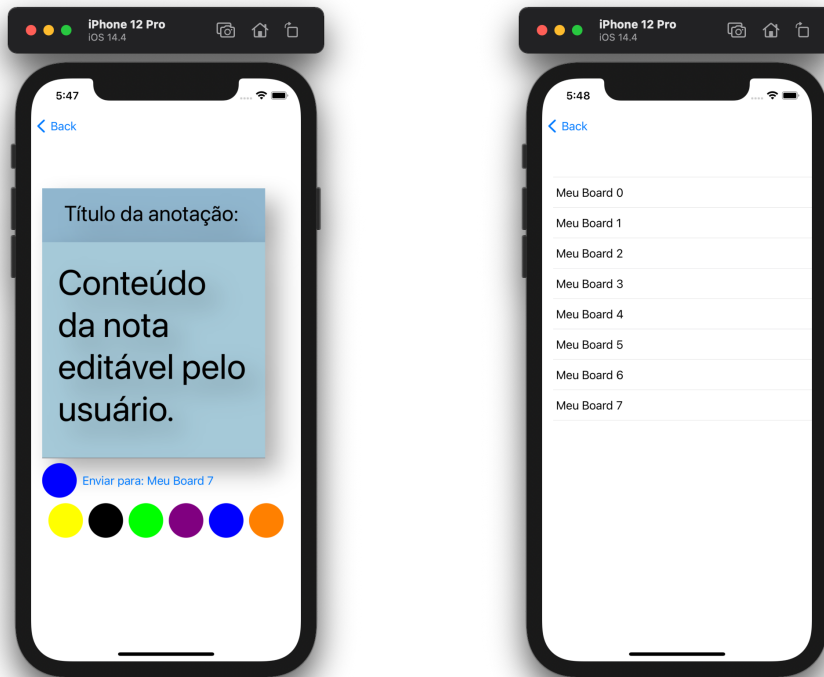 iPhone 12 Pro
iOS 14.4
5:47
Back
Título da anotação:
Conteúdo
da nota
editável pelo
usuário.
Enviar para: Meu Board 7
iPhone 12 Pro
iOS 14.4
5:48
Back
Meu Board 0
Meu Board 1
Meu Board 2
Meu Board 3
Meu Board 4
Meu Board 5
Meu Board 6
Meu Board 7